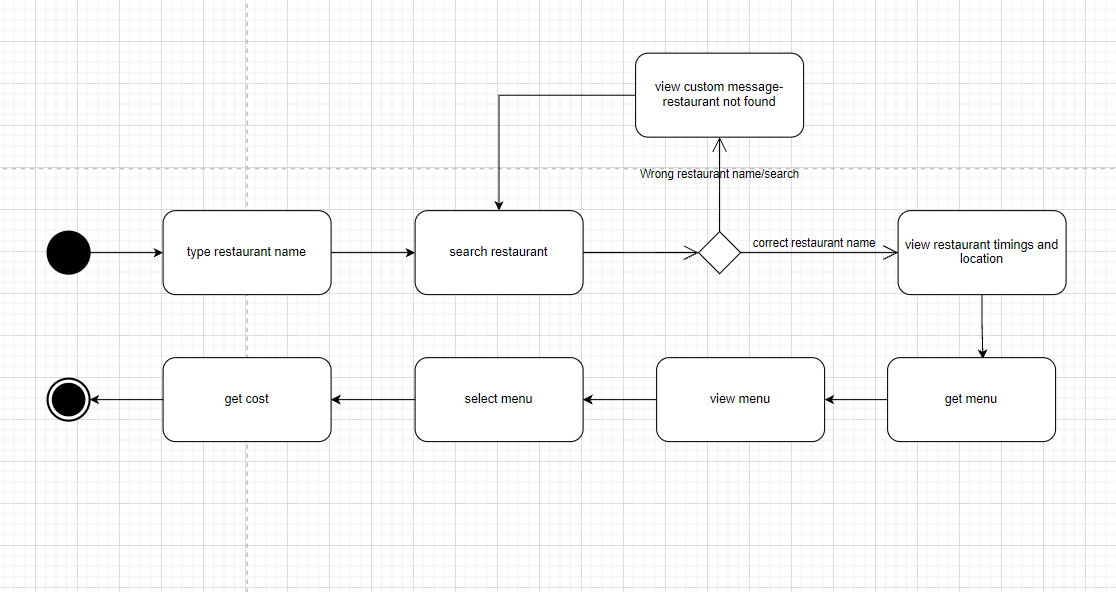 view custom message-
restaurant not found
Wrong restaurant name/search
type restaurant name
search restaurant
correct restaurant name
view restaurant timings and
location
get cost
select menu
view menu
get menu